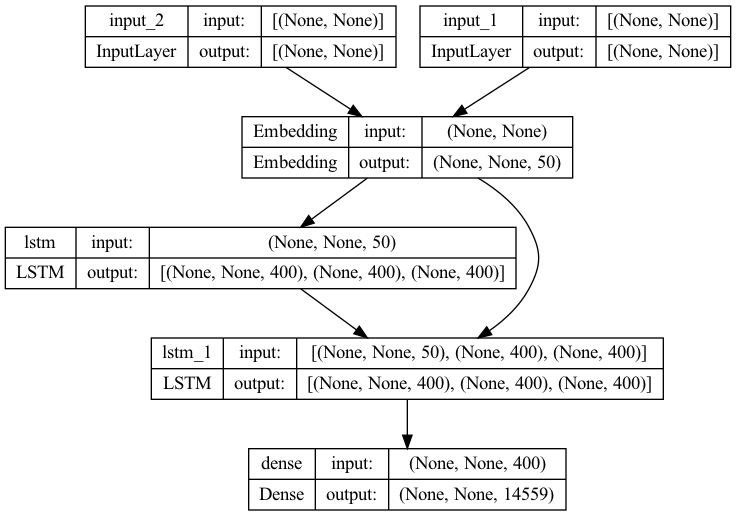 input_2 input: [(None, None)]
InputLayer output: [(None, None)]
input_1 input: [(None, None)]
InputLayer output: [(None, None)]
Embedding input: (None, None)
Embedding output: (None, None, 50)
lstm input: (None, None, 50)
LSTM output: [(None, None, 400), (None, 400), (None, 400)]
lstm_1 input: [(None, None, 50), (None, 400), (None, 400)]
LSTM output: [(None, None, 400), (None, 400), (None, 400)]
dense input: (None, None, 400)
Dense output: (None, None, 14559)